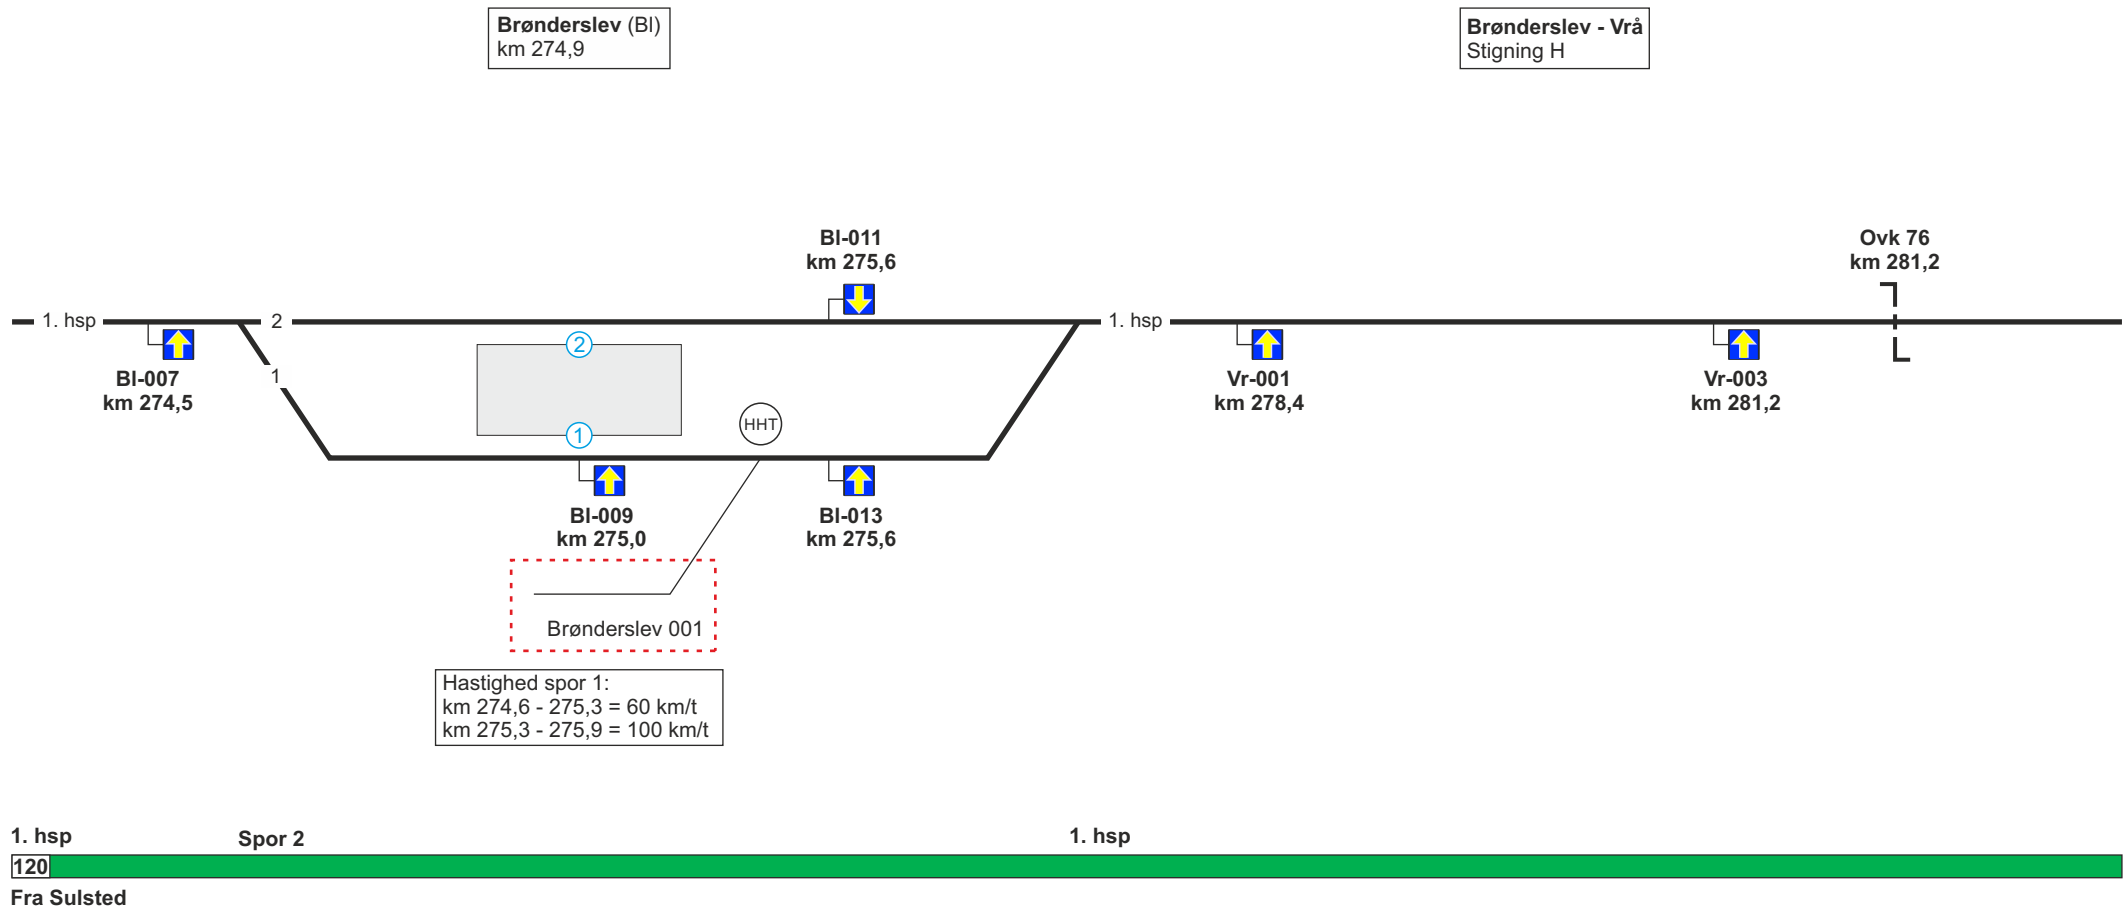 Brønderslev (Bl)
km 274,9
Brønderslev - Vrå
Stigning H
Bl-011
km 275,6
Ovk 76
km 281,2
1. hsp
2
1. hsp
2
1
Bl-007
km 274,5
Vr-001
km 278,4
Vr-003
km 281,2
HHT
1
Bl-009
km 275,0
Bl-013
km 275,6
Brønderslev 001
Hastighed spor 1:
km 274,6 - 275,3 = 60 km/t
km 275,3 - 275,9 = 100 km/t
1. hsp
Spor 2
1. hsp
120
Fra Sulsted